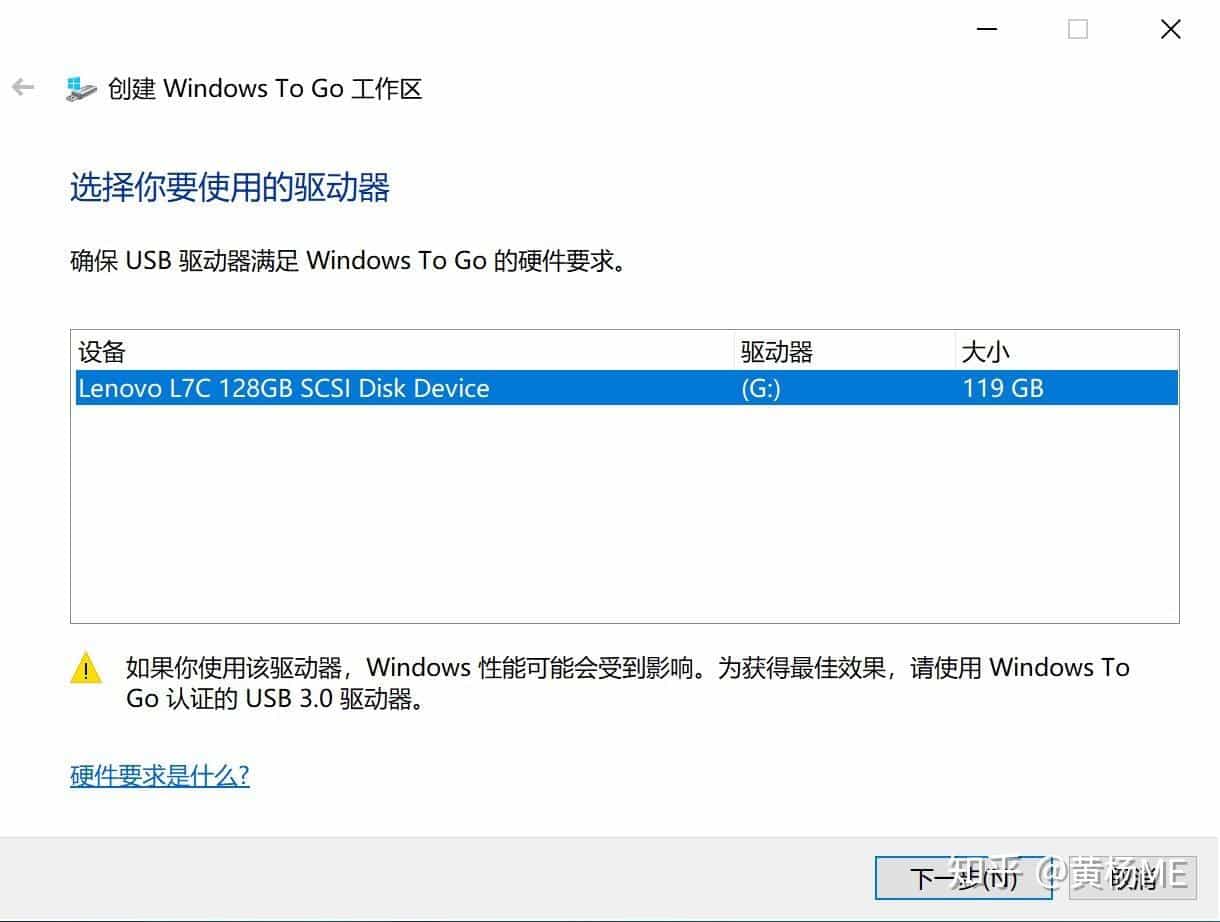 创建 Windows To Go 工作区
选择你要使用的驱动器
确保 USB 驱动器满足 Windows To Go 的硬件要求。
设备 驱动器 大小
Lenovo L7C 128GB SCSI Disk Device (G:) 119 GB
如果你使用该驱动器，Windows 性能可能会受到影响。为获得最佳效果，请使用 Windows To
Go 认证的 USB 3.0 驱动器。
硬件要求是什么?
下一步(N) 取消
知乎 @黄杨ME